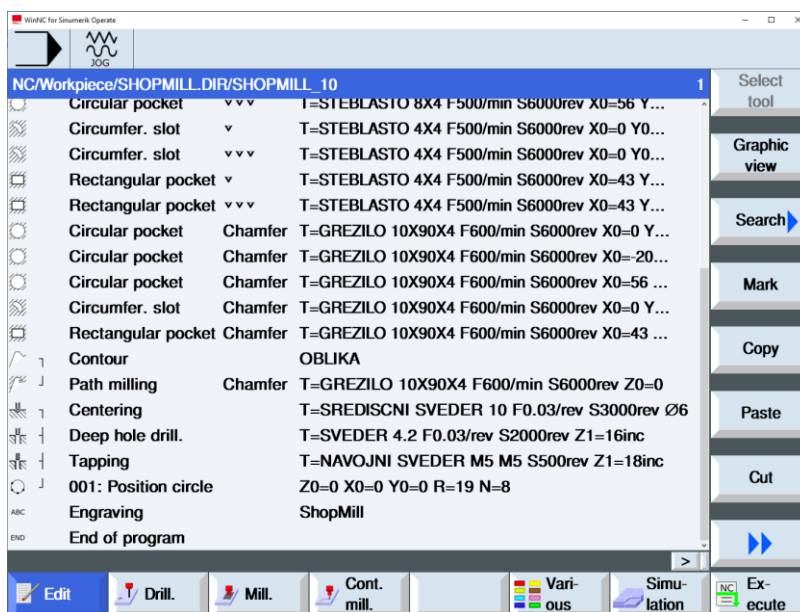 WinNC for Sinumerik Operate
JOG
NC/Workpiece/SHOPMILL.DIR/SHOPMILL_10 1
Circular pocket v v v T=STEBLASTO 8X4 F500/min S6000rev X0=56 Y...
Circumfer. slot v T=STEBLASTO 4X4 F500/min S6000rev X0=0 Y0...
Circumfer. slot v v v T=STEBLASTO 4X4 F500/min S6000rev X0=0 Y0...
Rectangular pocket v T=STEBLASTO 4X4 F500/min S6000rev X0=43 Y...
Rectangular pocket v v v T=STEBLASTO 4X4 F500/min S6000rev X0=43 Y...
Circular pocket Chamfer T=GREZILO 10X90X4 F600/min S6000rev X0=0 Y...
Circular pocket Chamfer T=GREZILO 10X90X4 F600/min S6000rev X0=-20...
Circular pocket Chamfer T=GREZILO 10X90X4 F600/min S6000rev X0=56 ...
Circumfer. slot Chamfer T=GREZILO 10X90X4 F600/min S6000rev X0=0 Y...
Rectangular pocket Chamfer T=GREZILO 10X90X4 F600/min S6000rev X0=43 ...
Contour OBLIKA
Path milling Chamfer T=GREZILO 10X90X4 F600/min S6000rev Z0=0
Centering T=SREDISCNI SVEDER 10 F0.03/rev S3000rev Ø6
Deep hole drill. T=SVEDER 4.2 F0.03/rev S2000rev Z1=16inc
Tapping T=NAVOJNI SVEDER M5 M5 S500rev Z1=18inc
001: Position circle Z0=0 X0=0 Y0=0 R=19 N=8
ABC Engraving ShopMill
END End of program
>
Select
tool
Graphic
view
Search
Mark
Copy
Paste
Cut
Edit
Drill.
Mill.
Cont.
mill.
Vari-
ous
Simu-
lation
NC Ex-
ecute